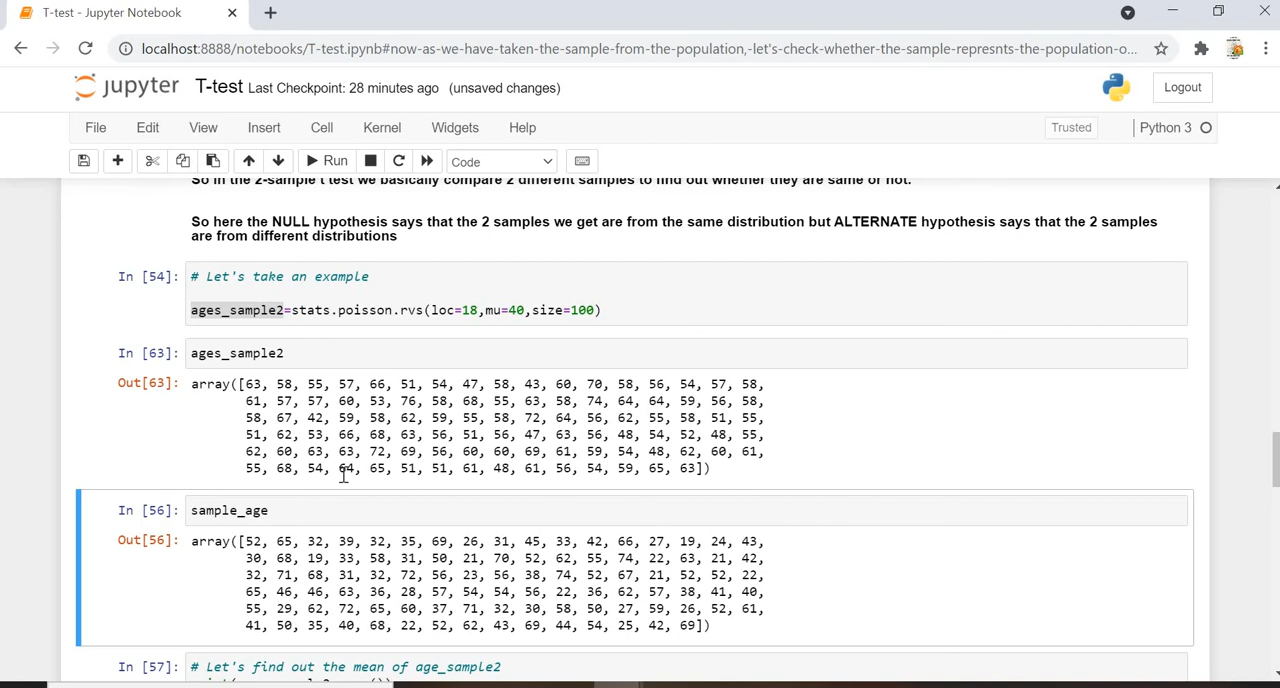 T-test - Jupyter Notebook
localhost:8888/notebooks/T-test.ipynb#now-as-we-have-taken-the-sample-from-the-population,-let's-check-whether-the-sample-represnts-the-population-o...
jupyter T-test Last Checkpoint: 28 minutes ago (unsaved changes) Logout
File Edit View Insert Cell Kernel Widgets Help Trusted Python 3
Run Code
So in the 2-sample t test we basically compare 2 different samples to find out whether they are same or not.
So here the NULL hypothesis says that the 2 samples we get are from the same distribution but ALTERNATE hypothesis says that the 2 samples
are from different distributions
In [54]: # Let's take an example
ages_sample2=stats.poisson.rvs(loc=18,mu=40,size=100)
In [63]: ages_sample2
Out[63]: array([63, 58, 55, 57, 66, 51, 54, 47, 58, 43, 60, 70, 58, 56, 54, 57, 58,
61, 57, 57, 60, 53, 76, 58, 68, 55, 63, 58, 74, 64, 64, 59, 56, 58,
58, 67, 42, 59, 58, 62, 59, 55, 58, 72, 64, 56, 62, 55, 58, 51, 55,
51, 62, 53, 66, 68, 63, 56, 51, 56, 47, 63, 56, 48, 54, 52, 48, 55,
62, 60, 63, 63, 72, 69, 56, 60, 60, 69, 61, 59, 54, 48, 62, 60, 61,
55, 68, 54, 64, 65, 51, 51, 61, 48, 61, 56, 54, 59, 65, 63])
In [56]: sample_age
Out[56]: array([52, 65, 32, 39, 32, 35, 69, 26, 31, 45, 33, 42, 66, 27, 19, 24, 43,
30, 68, 19, 33, 58, 31, 50, 21, 70, 52, 62, 55, 74, 22, 63, 21, 42,
32, 71, 68, 31, 32, 72, 56, 23, 56, 38, 74, 52, 67, 21, 52, 52, 22,
65, 46, 46, 63, 36, 28, 57, 54, 54, 56, 22, 36, 62, 57, 38, 41, 40,
55, 29, 62, 72, 65, 60, 37, 71, 32, 30, 58, 50, 27, 59, 26, 52, 61,
41, 50, 35, 40, 68, 22, 52, 62, 43, 69, 44, 54, 25, 42, 69])
In [57]: # Let's find out the mean of age_sample2